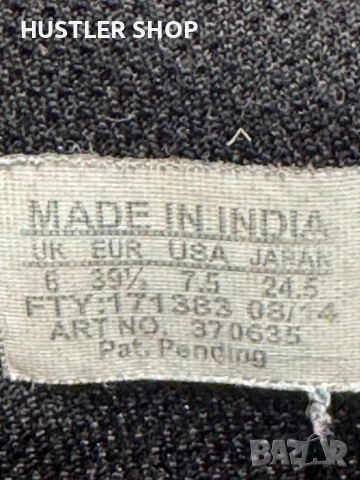 HUSTLER SHOP
MADE IN INDIA
UK EUR USA JAPAN
6 39½ 7.5 24.5
FTY:171383 08/14
ART NO. 370635
Pat. Pending
BAZAR